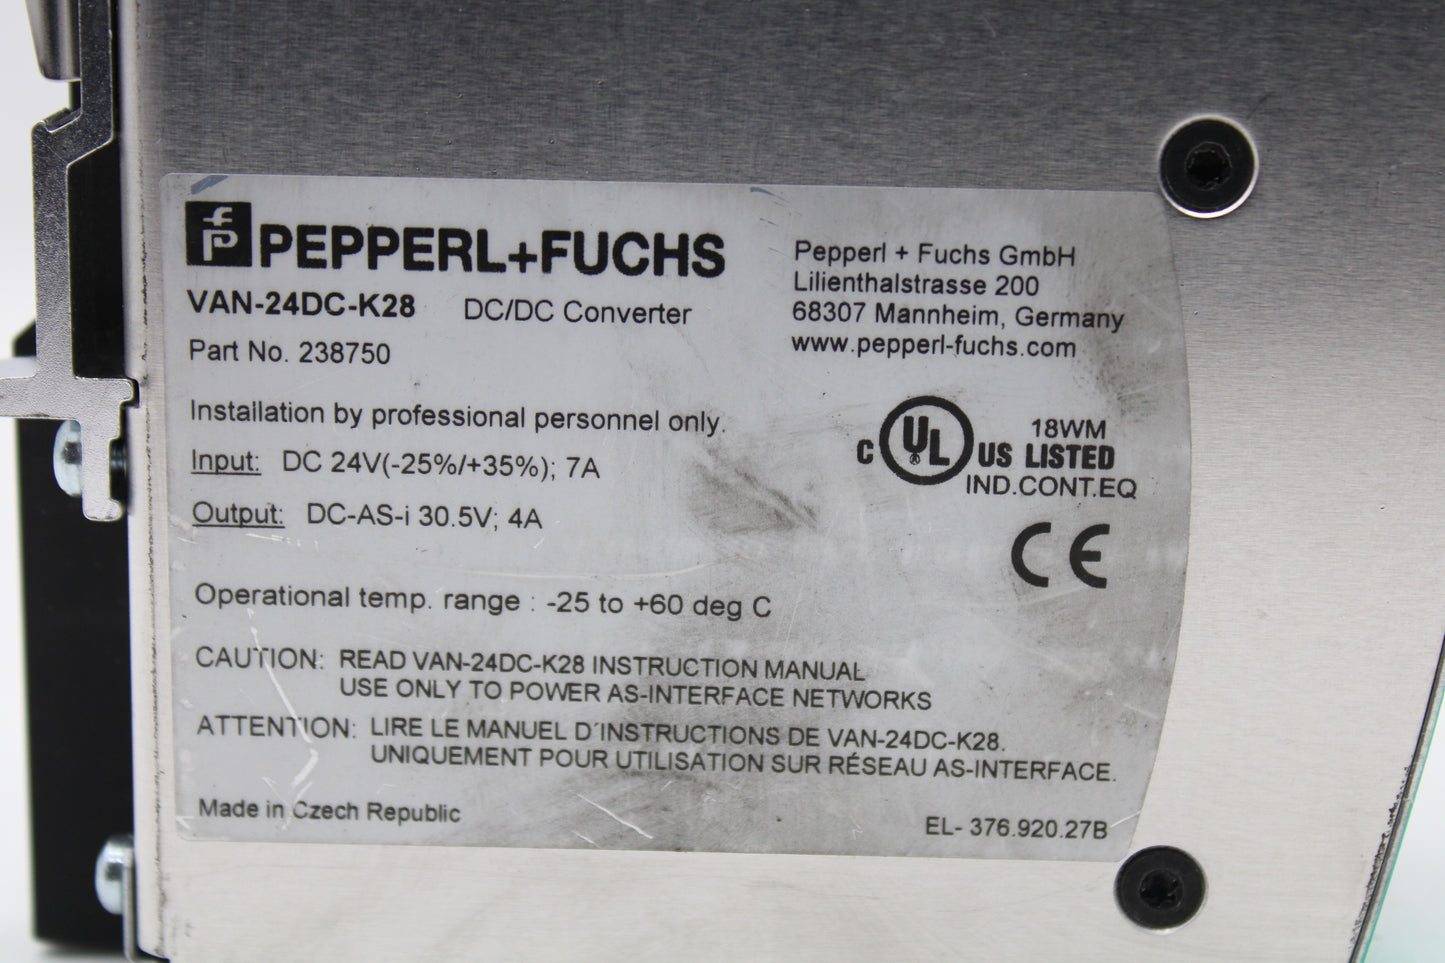 PEPPERL+FUCHS
VAN-24DC-K28 DC/DC Converter
Part No. 238750
Pepperl + Fuchs GmbH
Lilienthalstrasse 200
68307 Mannheim, Germany
www.pepperl-fuchs.com
Installation by professional personnel only.
Input: DC 24V(-25%/+35%); 7A
Output: DC-AS-i 30.5V; 4A
C UL ® US LISTED
18WM
IND.CONT.EQ
CE
Operational temp. range : -25 to +60 deg C
CAUTION: READ VAN-24DC-K28 INSTRUCTION MANUAL
USE ONLY TO POWER AS-INTERFACE NETWORKS
ATTENTION: LIRE LE MANUEL D´INSTRUCTIONS DE VAN-24DC-K28.
UNIQUEMENT POUR UTILISATION SUR RÉSEAU AS-INTERFACE.
Made in Czech Republic
EL- 376.920.27B